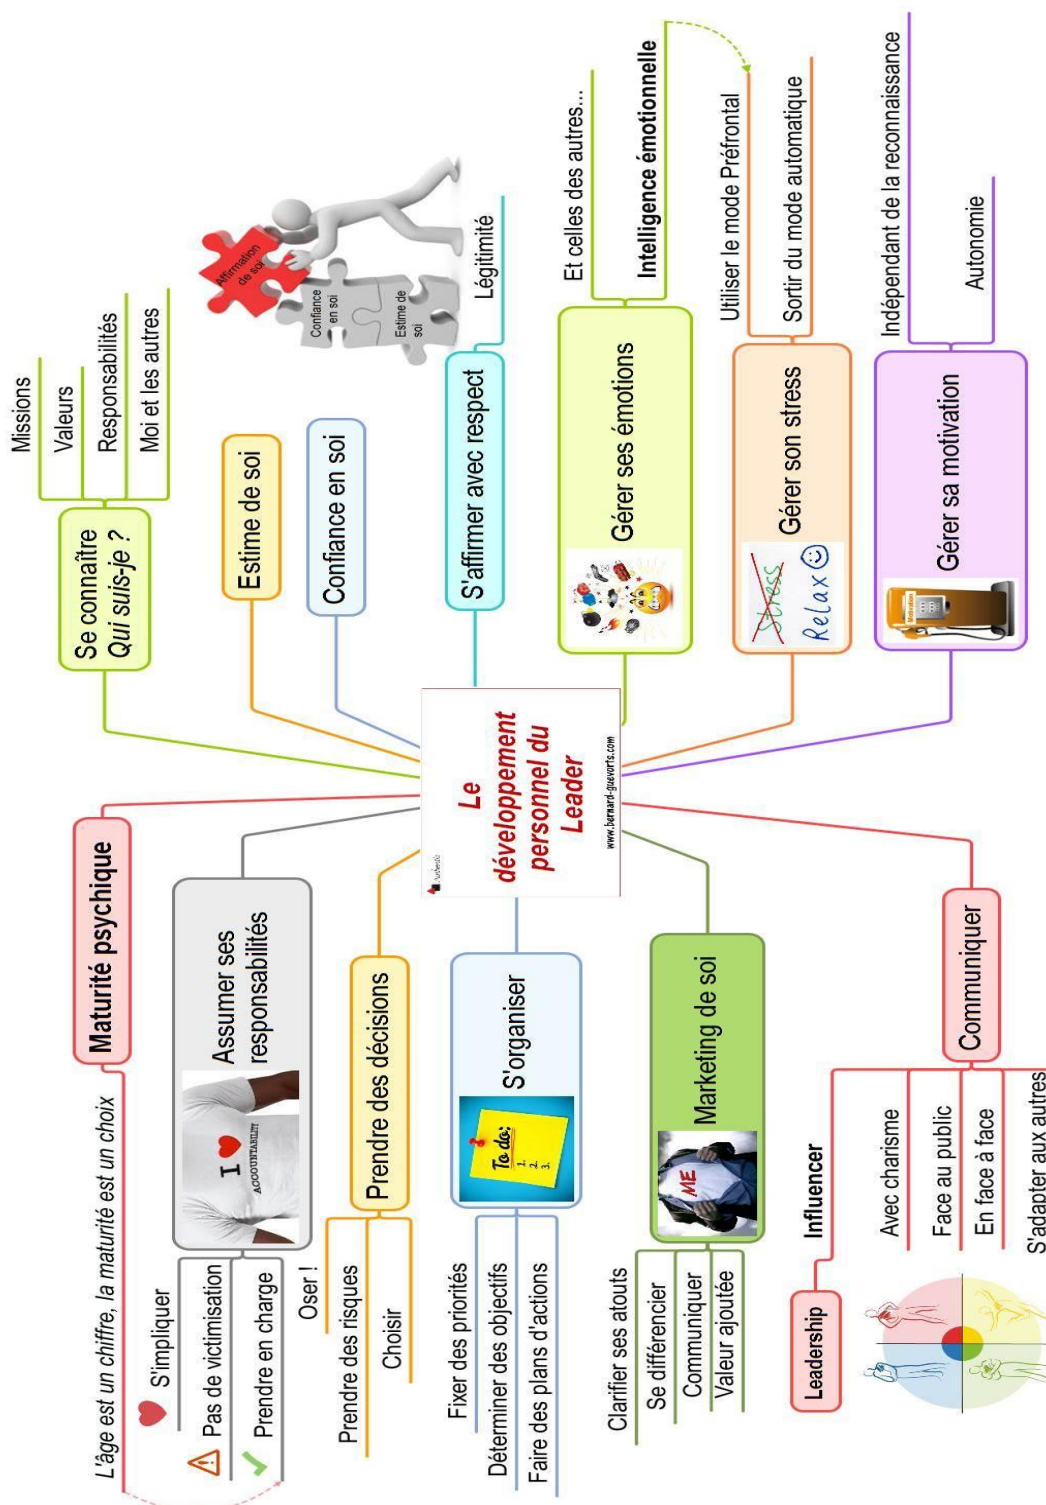 Le
développement
personnel du
Leader
www.bernard-guevorts.com
Se connaître
Qui suis-je ?
Missions
Valeurs
Responsabilités
Moi et les autres
Estime de soi
Confiance en soi
S'affirmer avec respect
Légitimité
Affirmation
de soi
Confiance
en soi
Estime de
soi
Gérer ses émotions
Et celles des autres...
Intelligence émotionnelle
Gérer son stress
Stress
Relax
Utiliser le mode Préfrontal
Sortir du mode automatique
Gérer sa motivation
Motivation
Indépendant de la reconnaissance
Autonomie
Communiquer
Influencer
Leadership
Avec charisme
Face au public
En face à face
S'adapter aux autres
Marketing de soi
ME
Clarifier ses atouts
Se différencier
Communiquer
Valeur ajoutée
S'organiser
To do:
1.
2.
3.
Fixer des priorités
Déterminer des objectifs
Faire des plans d'actions
Prendre des décisions
Oser !
Prendre des risques
Choisir
Assumer ses
responsabilités
I
ACCOUNTABILITY
S'impliquer
Pas de victimisation
Prendre en charge
Maturité psychique
L'âge est un chiffre, la maturité est un choix